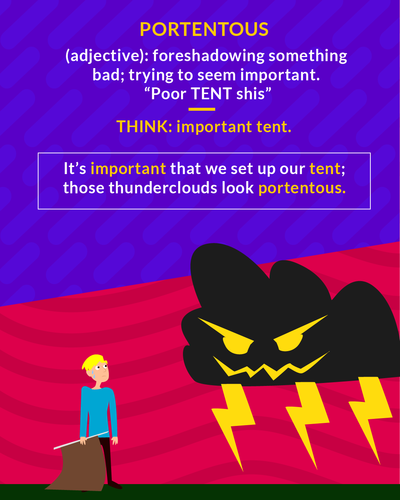 PORTENTOUS
(adjective): foreshadowing something
bad; trying to seem important.
“Poor TENT shis”
THINK: important tent.
It’s important that we set up our tent;
those thunderclouds look portentous.